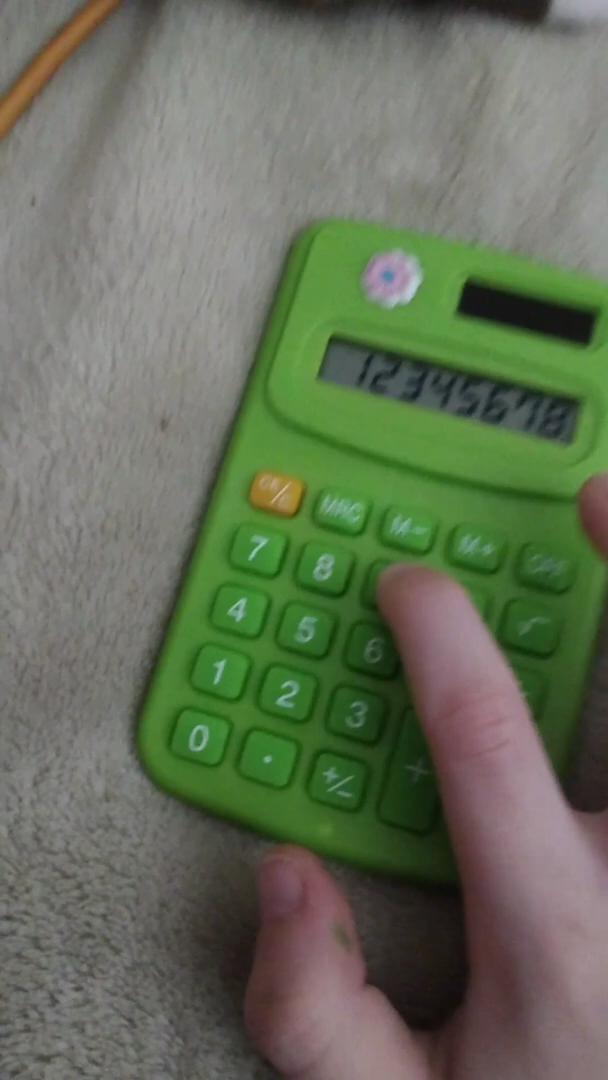 12345678
MRC M- M+
7 8
4 5 6 √
1 2 3
0 . +/- +